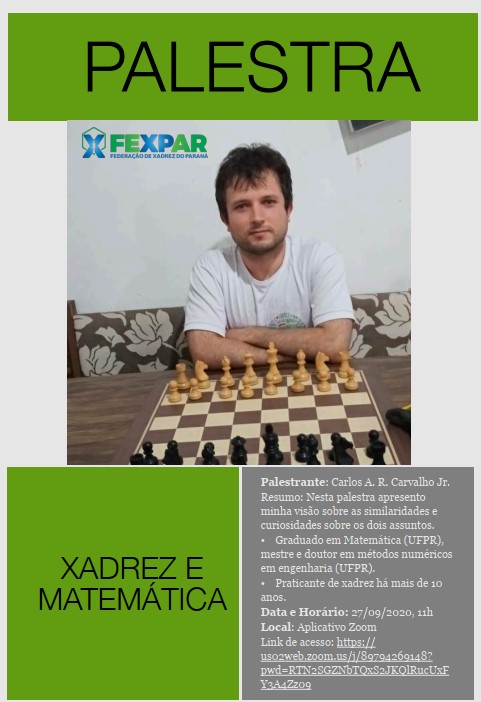 PALESTRA
FEXPAR
FEDERAÇÃO DE XADREZ DO PARANÁ
XADREZ E
MATEMÁTICA
Palestrante: Carlos A. R. Carvalho Jr.
Resumo: Nesta palestra apresento
minha visão sobre as similaridades e
curiosidades sobre os dois assuntos.
• Graduado em Matemática (UFPR),
mestre e doutor em métodos numéricos
em engenharia (UFPR).
• Praticante de xadrez há mais de 10
anos.
Data e Horário: 27/09/2020, 11h
Local: Aplicativo Zoom
Link de acesso: https://
us02web.zoom.us/j/89794269148?
pwd=RTN2SGZNbTQxS2JKQlRucUxF
Y3A4Zz09